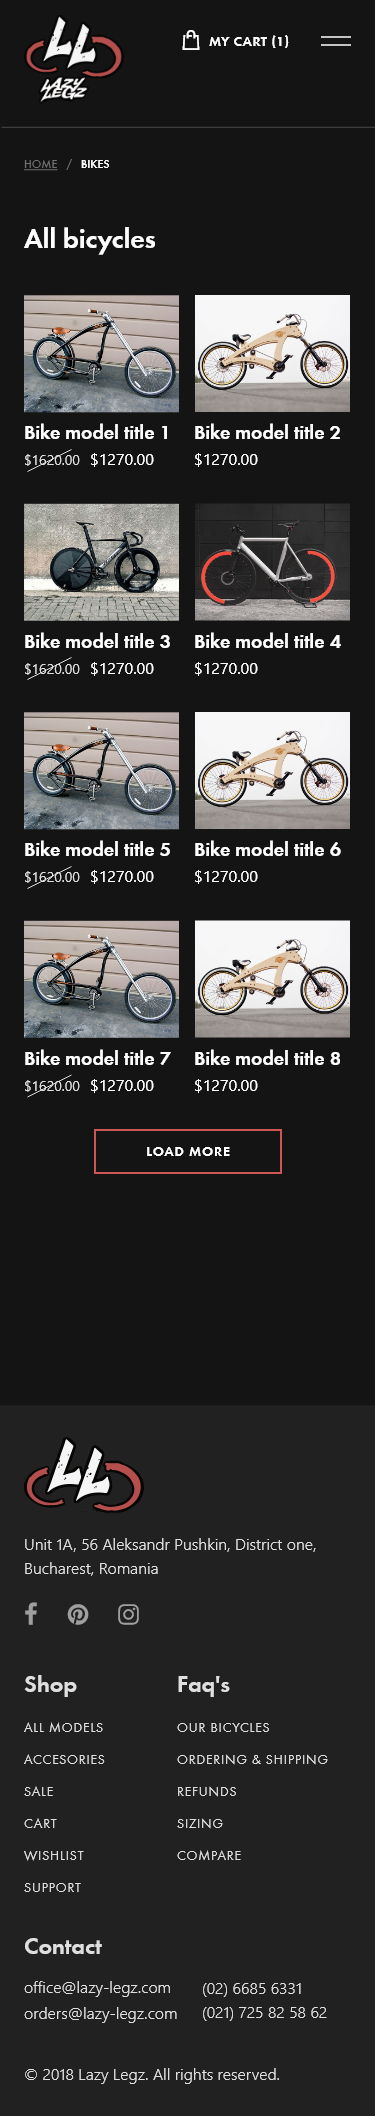 LL
LAZY
LEGZ
MY CART (1)
HOME / BIKES
All bicycles
Bike model title 1
$1620.00 $1270.00
Bike model title 2
$1270.00
Bike model title 3
$1620.00 $1270.00
Bike model title 4
$1270.00
Bike model title 5
$1620.00 $1270.00
Bike model title 6
$1270.00
Bike model title 7
$1620.00 $1270.00
Bike model title 8
$1270.00
LOAD MORE
LL
Unit 1A, 56 Aleksandr Pushkin, District one,
Bucharest, Romania
Shop
ALL MODELS
ACCESORIES
SALE
CART
WISHLIST
SUPPORT
Faq's
OUR BICYCLES
ORDERING & SHIPPING
REFUNDS
SIZING
COMPARE
Contact
office@lazy-legz.com
orders@lazy-legz.com
(02) 6685 6331
(021) 725 82 58 62
© 2018 Lazy Legz. All rights reserved.